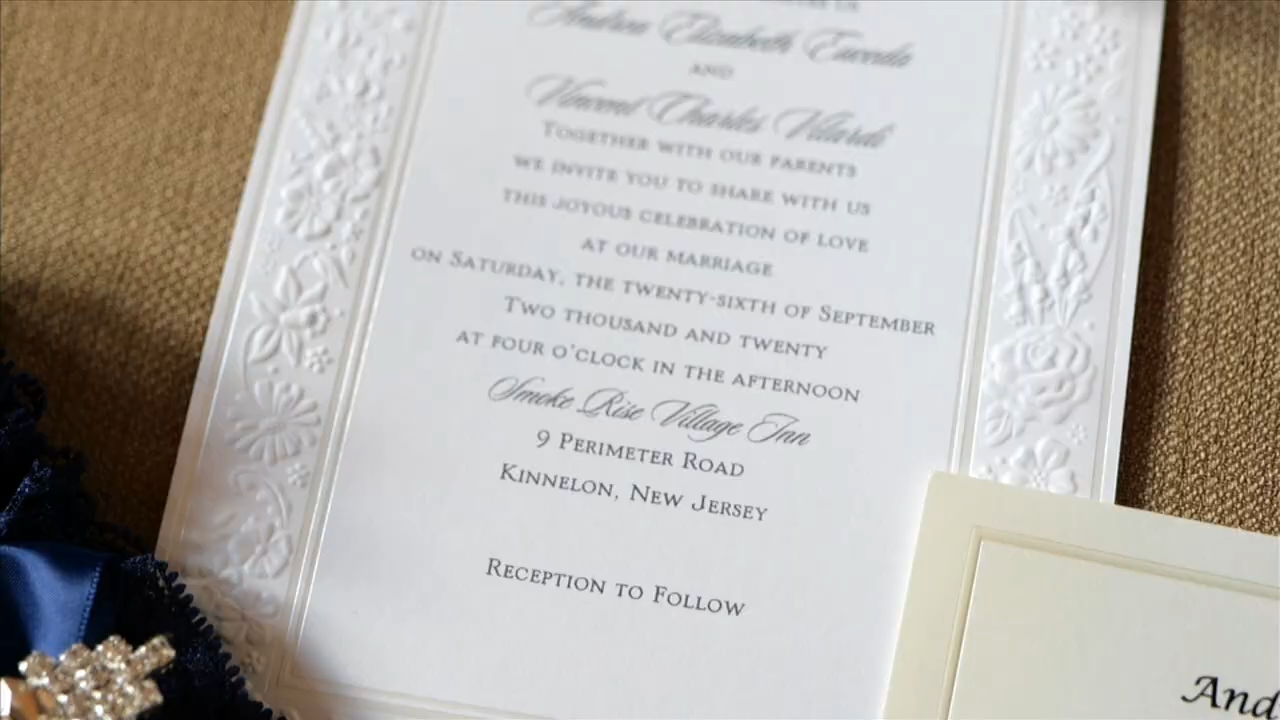 Andrea Elizabeth
AND
Vincent Charles Vilardi
TOGETHER WITH OUR PARENTS
WE INVITE YOU TO SHARE WITH US
THIS JOYOUS CELEBRATION OF LOVE
AT OUR MARRIAGE
ON SATURDAY, THE TWENTY-SIXTH OF SEPTEMBER
TWO THOUSAND AND TWENTY
AT FOUR O'CLOCK IN THE AFTERNOON
Smoke Rise Village Inn
9 PERIMETER ROAD
KINNELON, NEW JERSEY
RECEPTION TO FOLLOW
And